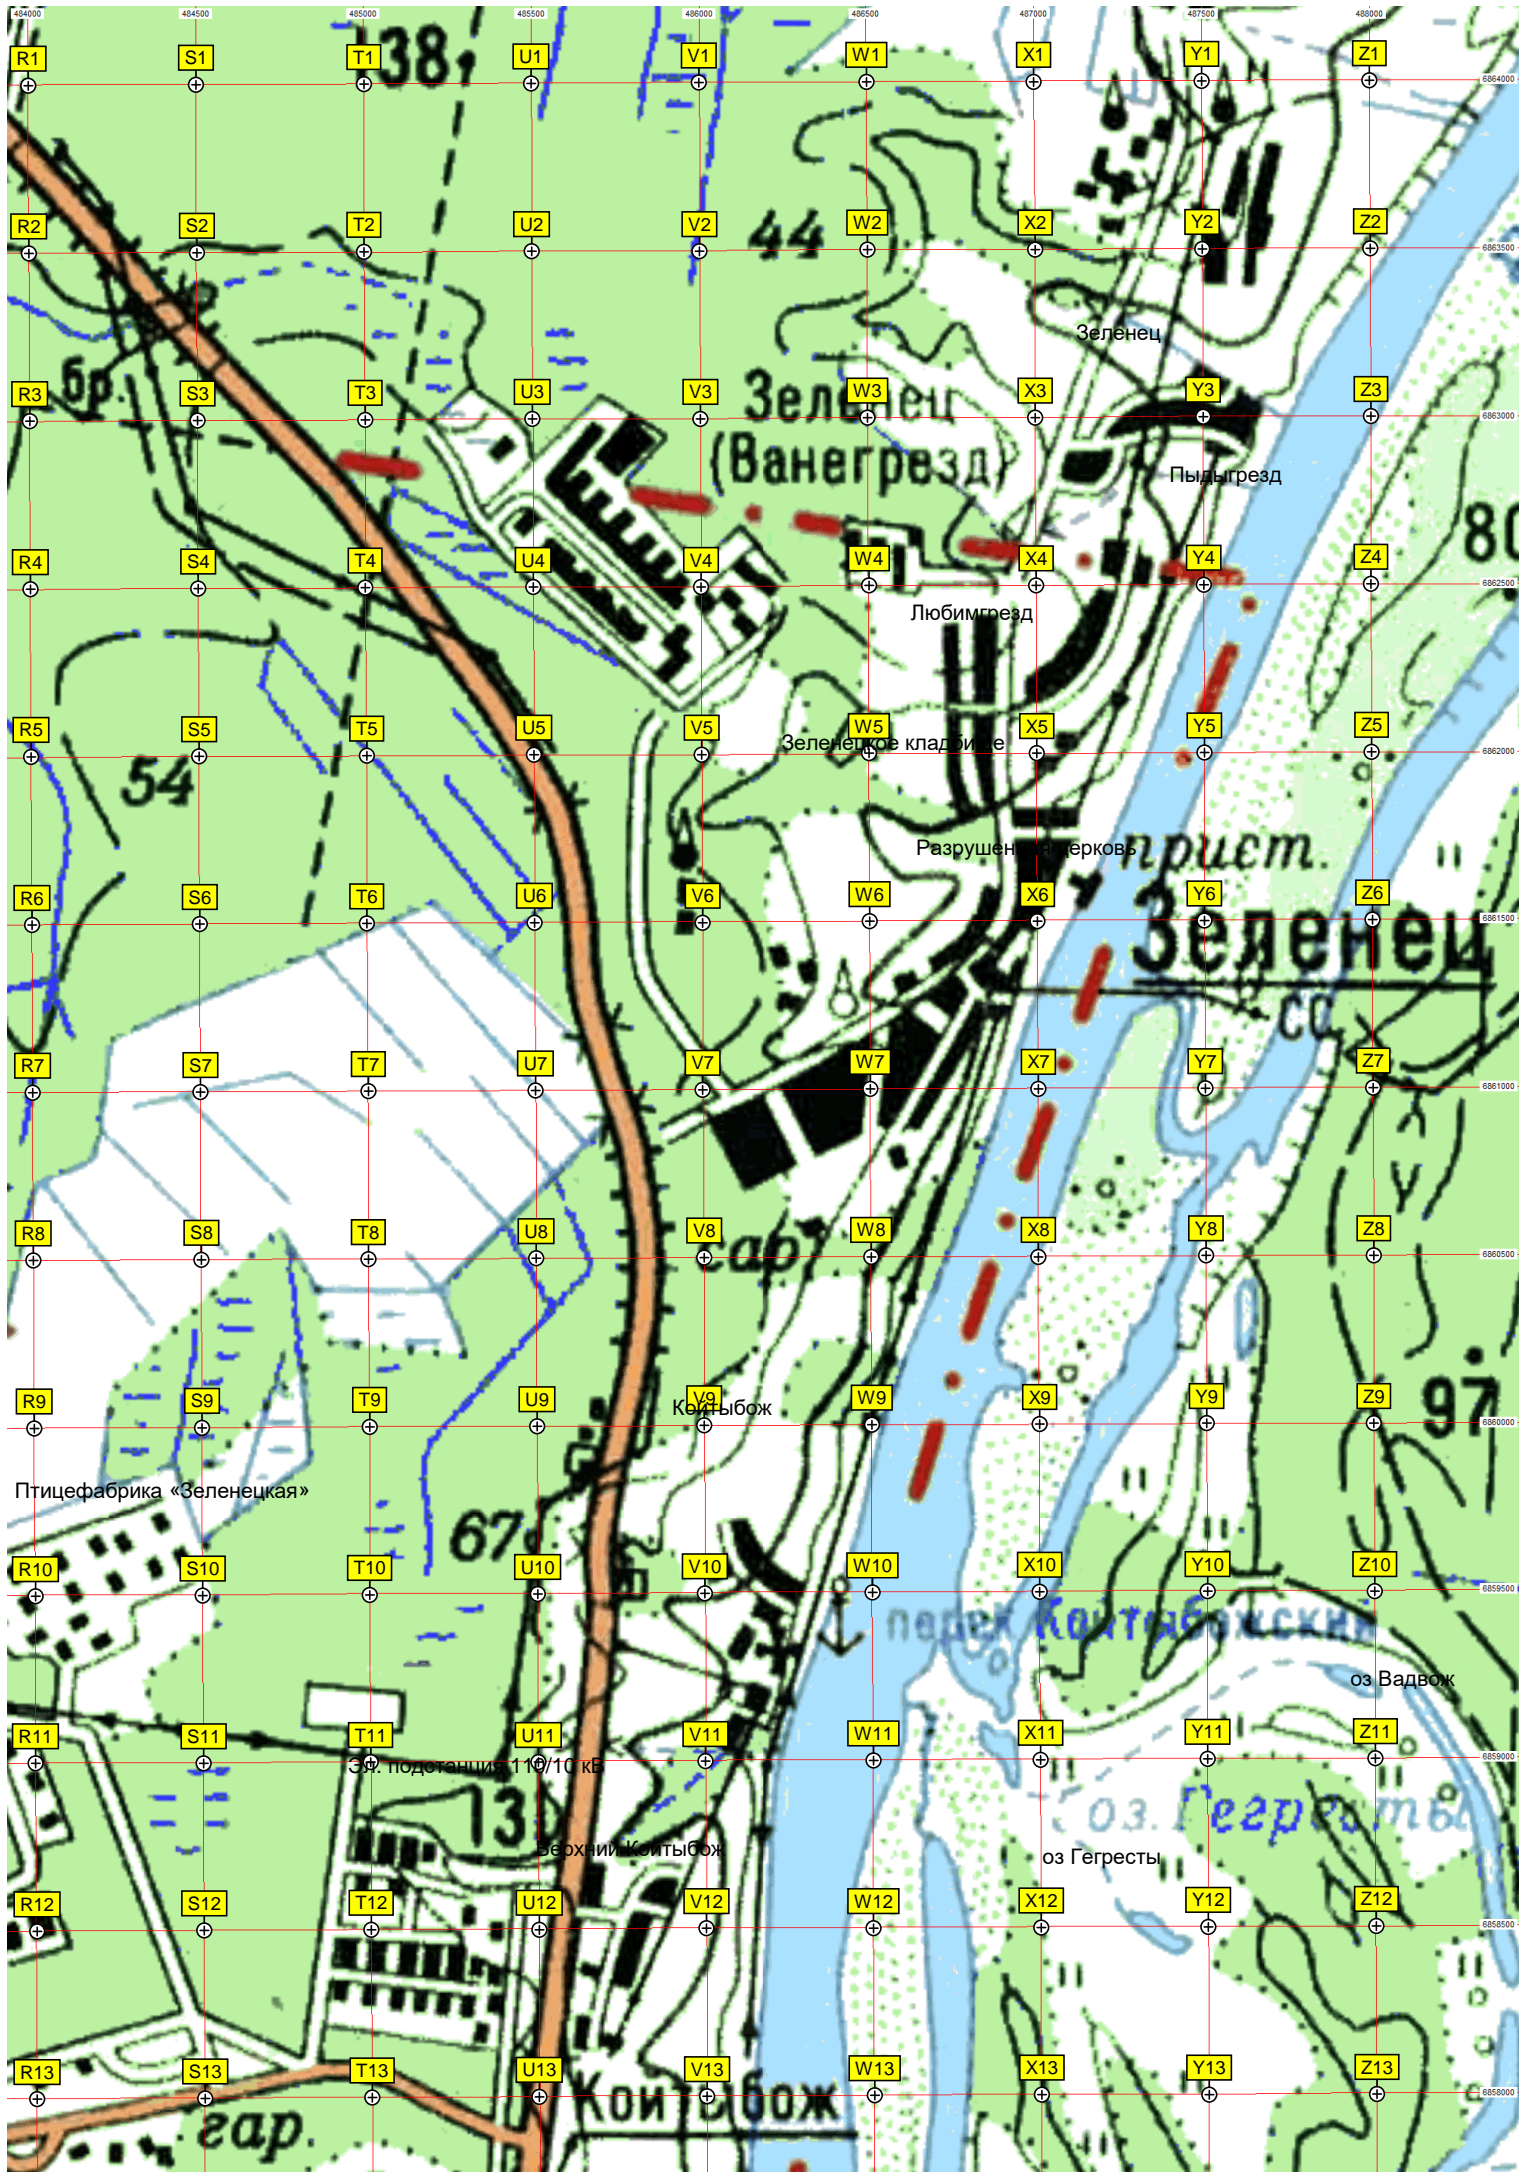 484000 484500 485000 485500 486000 486500 487000 487500 488000
R1 S1 T1 U1 V1 W1 X1 Y1 Z1
138
6864000
R2 S2 T2 U2 V2 W2 X2 Y2 Z2
44
6863500
Зеленец
бр.
R3 S3 T3 U3 V3 W3 X3 Y3 Z3
6863000
Зеленец
(Ванегрезд)
Пыдыгрезд
80
R4 S4 T4 U4 V4 W4 X4 Y4 Z4
6862500
Любимгрезд
R5 S5 T5 U5 V5 W5 X5 Y5 Z5
6862000
Зеленецкое кладбище
54
Разрушенная церковь
прист.
R6 S6 T6 U6 V6 W6 X6 Y6 Z6
6861500
Зеленец
СС
R7 S7 T7 U7 V7 W7 X7 Y7 Z7
6861000
R8 S8 T8 U8 V8 W8 X8 Y8 Z8
6860500
сар
R9 S9 T9 U9 V9 W9 X9 Y9 Z9
6860000
Койтыбож
97
Птицефабрика «Зеленецкая»
67
R10 S10 T10 U10 V10 W10 X10 Y10 Z10
6859500
перек Койтыбожский
оз Вадвож
R11 S11 T11 U11 V11 W11 X11 Y11 Z11
6859000
Эл. подстанция 110/10 кВ
13
оз. Гегресты
Верхний Койтыбож
оз Гегресты
R12 S12 T12 U12 V12 W12 X12 Y12 Z12
6858500
R13 S13 T13 U13 V13 W13 X13 Y13 Z13
6858000
Койтыбож
гар.